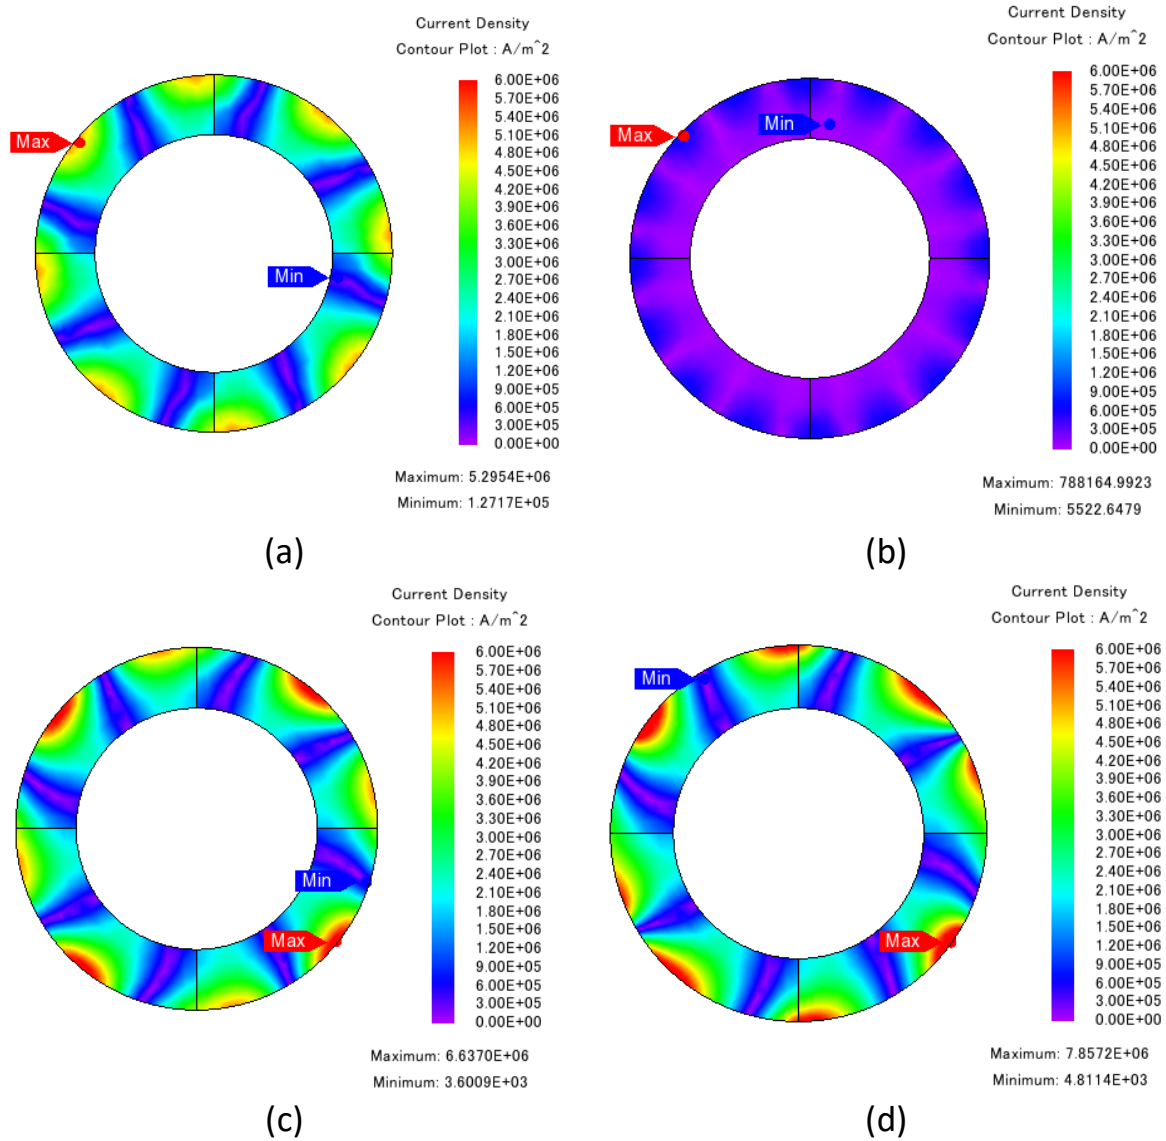 Current Density
Contour Plot : A/m^2
6.00E+06
5.70E+06
5.40E+06
5.10E+06
4.80E+06
4.50E+06
4.20E+06
3.90E+06
3.60E+06
3.30E+06
3.00E+06
2.70E+06
2.40E+06
2.10E+06
1.80E+06
1.50E+06
1.20E+06
9.00E+05
6.00E+05
3.00E+05
0.00E+00
Max
Min
Maximum: 5.2954E+06
Minimum: 1.2717E+05
(a)
Current Density
Contour Plot : A/m^2
6.00E+06
5.70E+06
5.40E+06
5.10E+06
4.80E+06
4.50E+06
4.20E+06
3.90E+06
3.60E+06
3.30E+06
3.00E+06
2.70E+06
2.40E+06
2.10E+06
1.80E+06
1.50E+06
1.20E+06
9.00E+05
6.00E+05
3.00E+05
0.00E+00
Max
Min
Maximum: 788164.9923
Minimum: 5522.6479
(b)
Current Density
Contour Plot : A/m^2
6.00E+06
5.70E+06
5.40E+06
5.10E+06
4.80E+06
4.50E+06
4.20E+06
3.90E+06
3.60E+06
3.30E+06
3.00E+06
2.70E+06
2.40E+06
2.10E+06
1.80E+06
1.50E+06
1.20E+06
9.00E+05
6.00E+05
3.00E+05
0.00E+00
Min
Max
Maximum: 6.6370E+06
Minimum: 3.6009E+03
(c)
Current Density
Contour Plot : A/m^2
6.00E+06
5.70E+06
5.40E+06
5.10E+06
4.80E+06
4.50E+06
4.20E+06
3.90E+06
3.60E+06
3.30E+06
3.00E+06
2.70E+06
2.40E+06
2.10E+06
1.80E+06
1.50E+06
1.20E+06
9.00E+05
6.00E+05
3.00E+05
0.00E+00
Min
Max
Maximum: 7.8572E+06
Minimum: 4.8114E+03
(d)